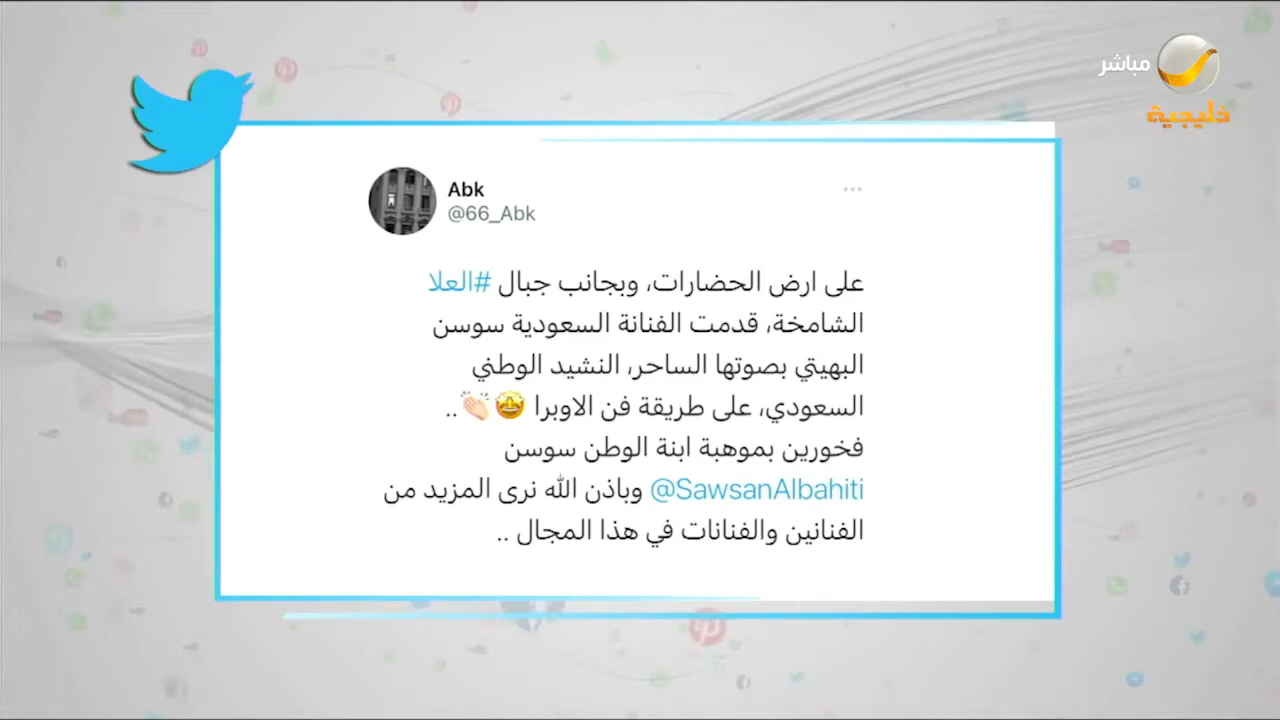 مباشر
خليجية
Abk
@66_Abk
على ارض الحضارات، وبجانب جبال #العلا
الشامخة، قدمت الفنانة السعودية سوسن
البهيتي بصوتها الساحر، النشيد الوطني
السعودي، على طريقة فن الاوبرا 🤩👏🏻..
فخورين بموهبة ابنة الوطن سوسن
@SawsanAlbahiti وباذن الله نرى المزيد من
الفنانين والفنانات في هذا المجال ..